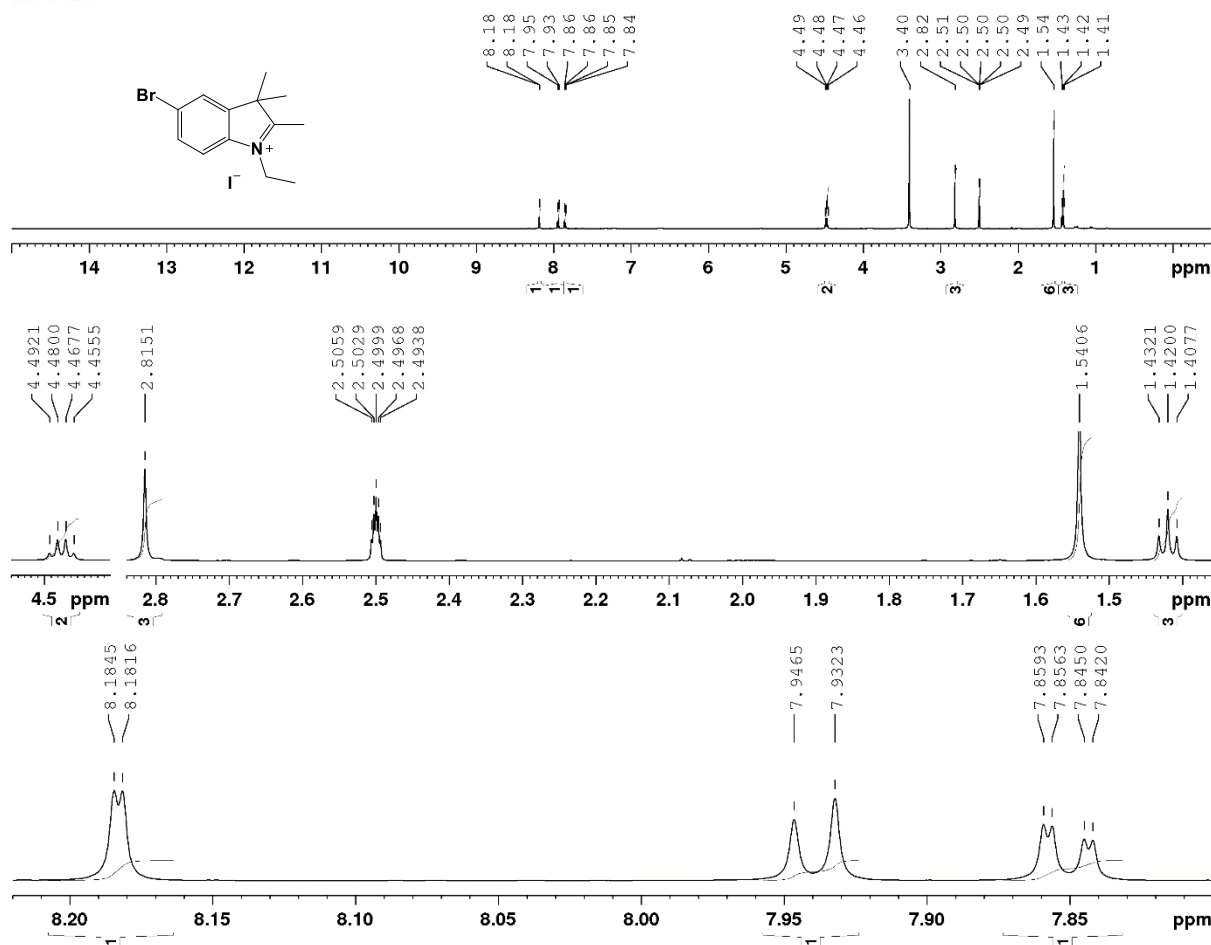 8.18 8.18 7.95 7.93 7.86 7.86 7.85 7.84 4.49 4.48 4.47 4.46 3.40 2.82 2.51 2.50 2.50 2.50 2.49 1.54 1.43 1.42 1.41
Br
N+
I−
14 13 12 11 10 9 8 7 6 5 4 3 2 1 ppm
1 1 1 2 3 6 3
4.4921 4.4800 4.4677 4.4555 2.8151 2.5059 2.5029 2.4999 2.4968 2.4938 1.5406 1.4321 1.4200 1.4077
4.5 ppm 2.8 2.7 2.6 2.5 2.4 2.3 2.2 2.1 2.0 1.9 1.8 1.7 1.6 1.5 ppm
2 3 6 3
8.1845 8.1816 7.9465 7.9323 7.8593 7.8563 7.8450 7.8420
8.20 8.15 8.10 8.05 8.00 7.95 7.90 7.85 ppm
1 1 1